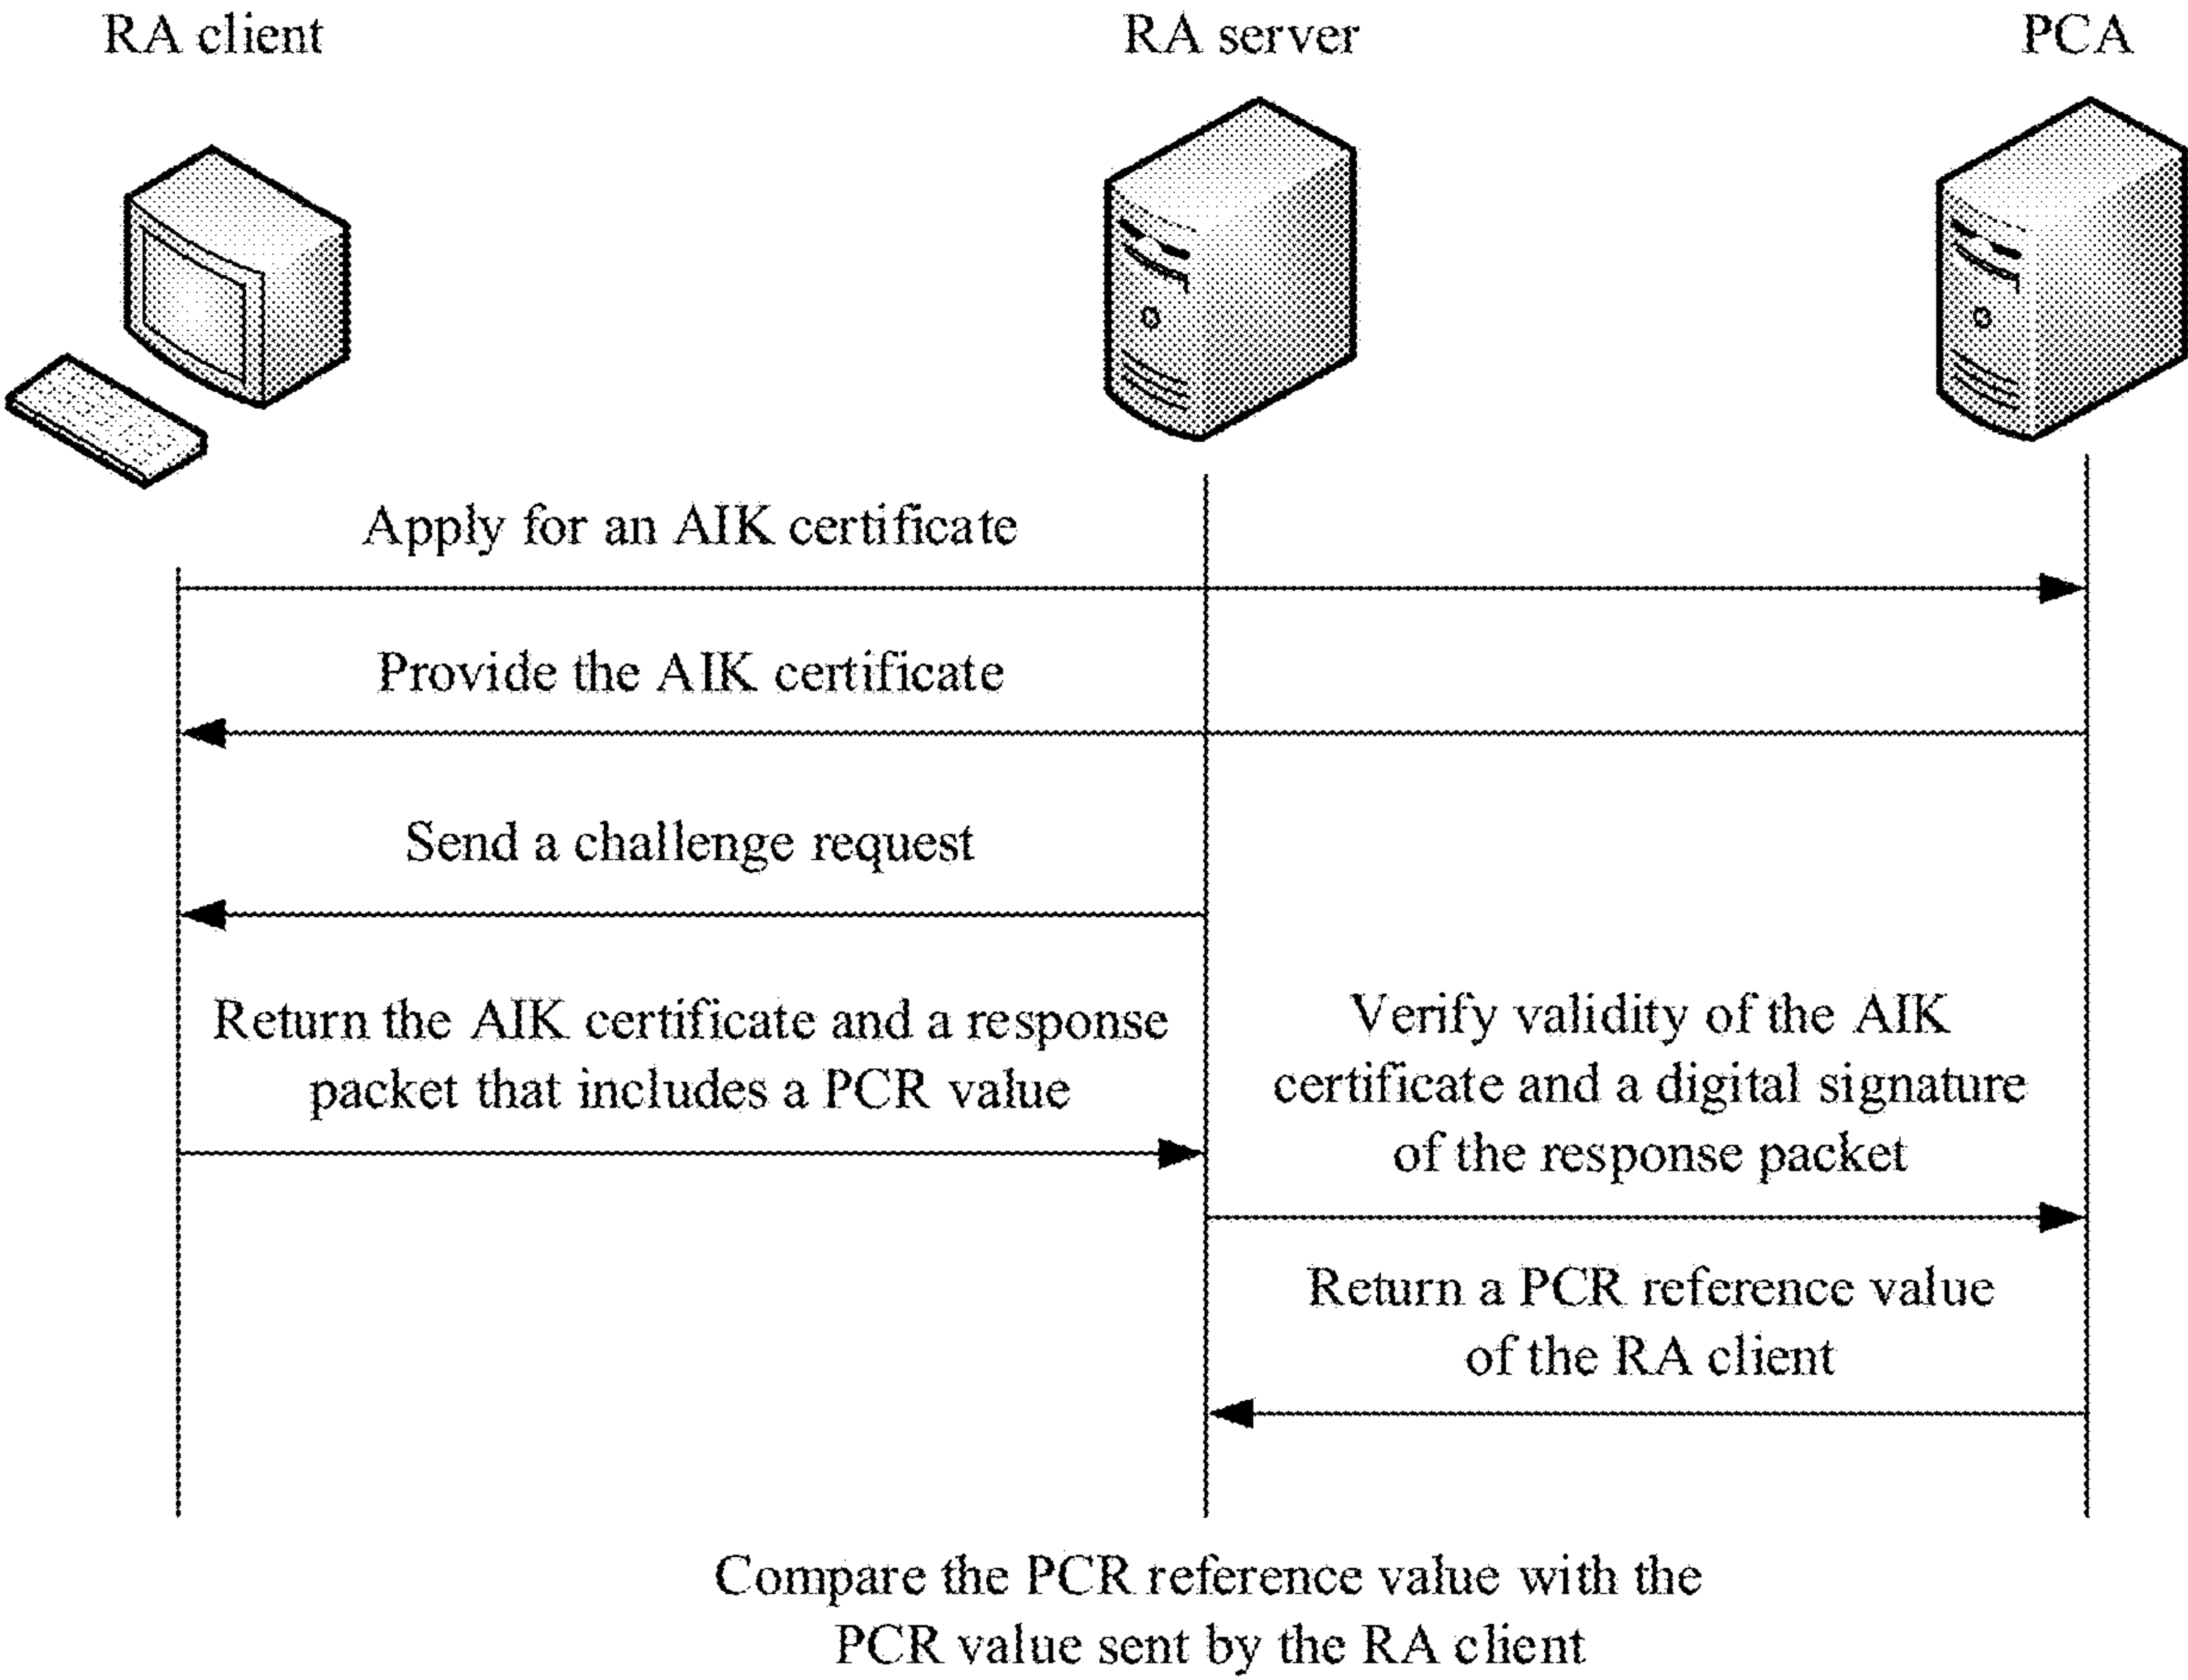 RA client
RA server
PCA
Apply for an AIK certificate
Provide the AIK certificate
Send a challenge request
Return the AIK certificate and a response
packet that includes a PCR value
Verify validity of the AIK
certificate and a digital signature
of the response packet
Return a PCR reference value
of the RA client
Compare the PCR reference value with the
PCR value sent by the RA client